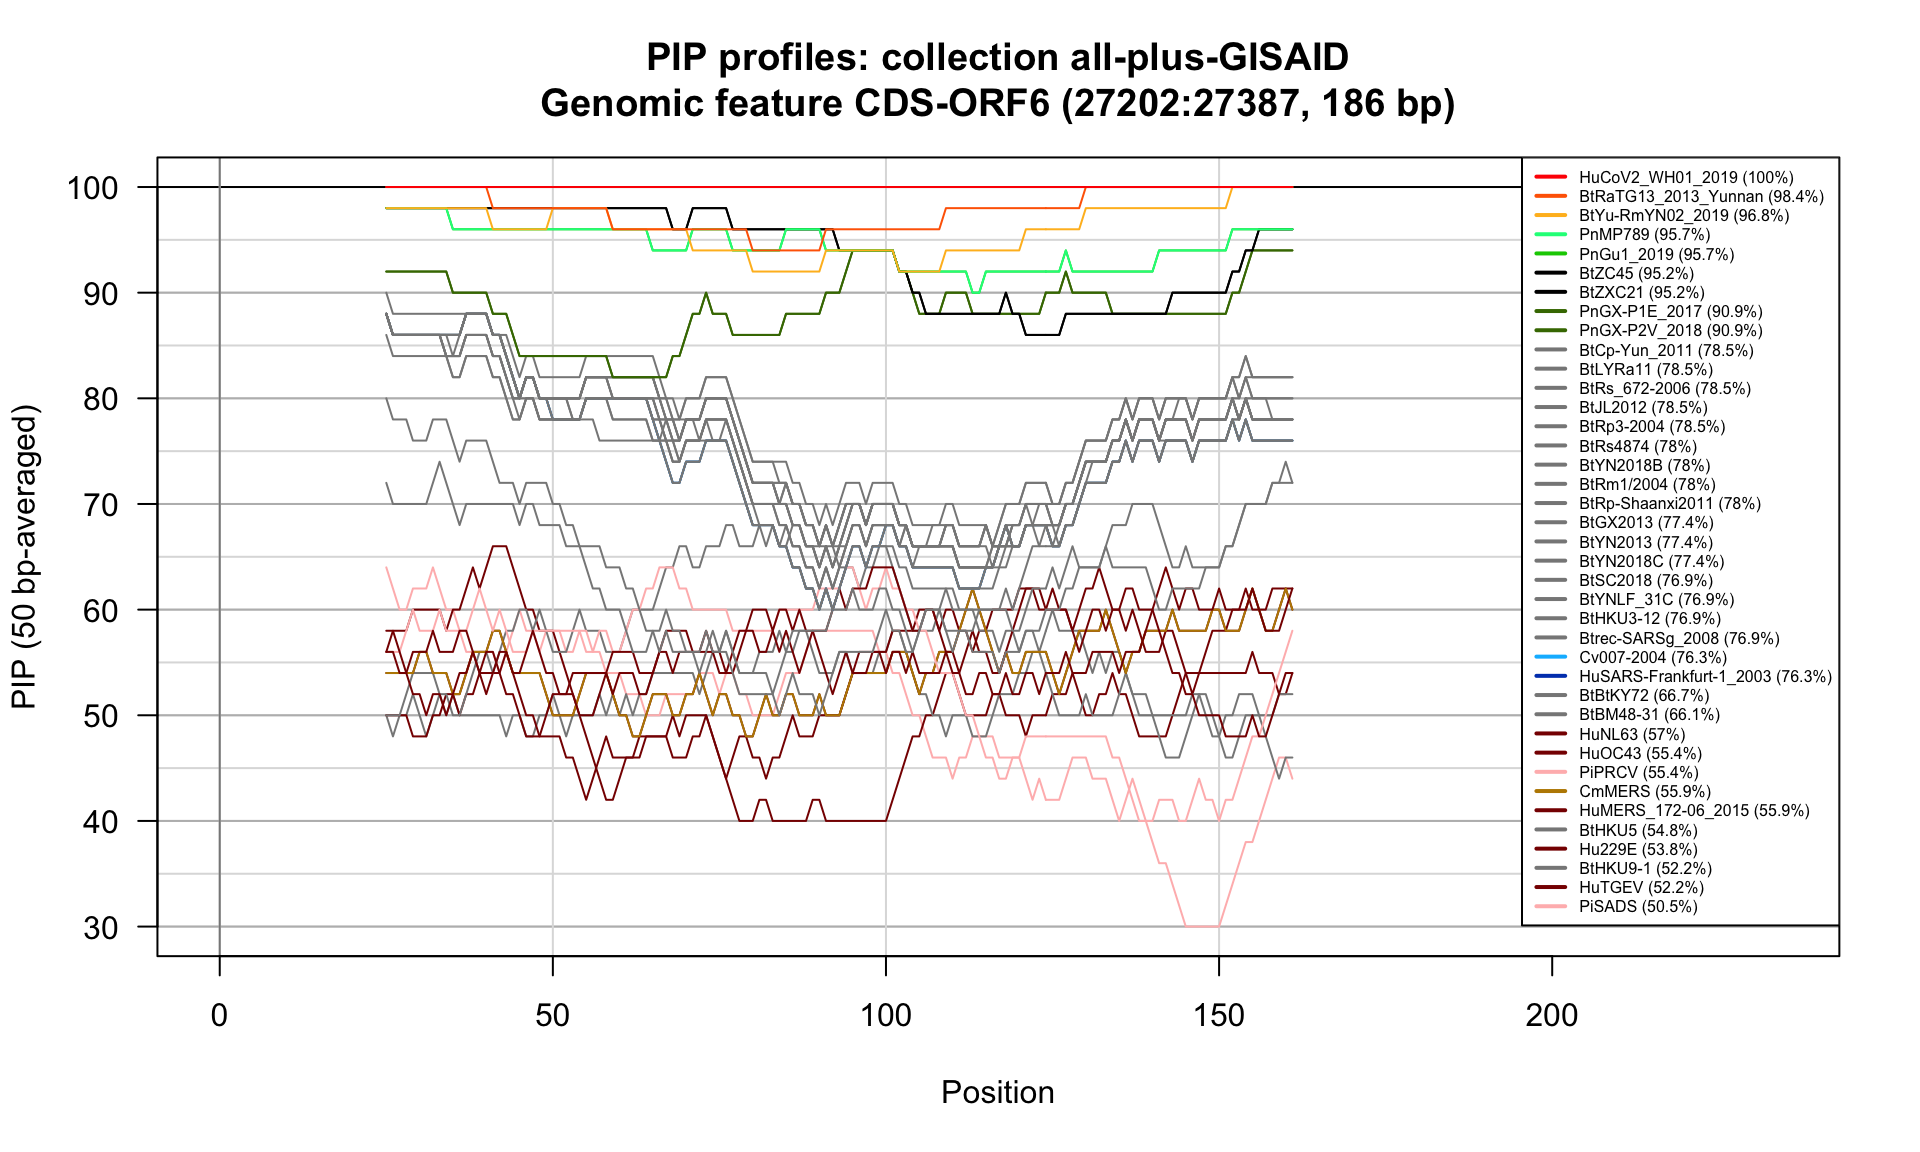 PIP profiles: collection all-plus-GISAID
Genomic feature CDS-ORF6 (27202:27387, 186 bp)
PIP (50 bp-averaged)
100
90
80
70
60
50
40
30
0
50
100
150
200
Position
HuCoV2_WH01_2019 (100%)
BtRaTG13_2013_Yunnan (98.4%)
BtYu-RmYN02_2019 (96.8%)
PnMP789 (95.7%)
PnGu1_2019 (95.7%)
BtZC45 (95.2%)
BtZXC21 (95.2%)
PnGX-P1E_2017 (90.9%)
PnGX-P2V_2018 (90.9%)
BtCp-Yun_2011 (78.5%)
BtLYRa11 (78.5%)
BtRs_672-2006 (78.5%)
BtJL2012 (78.5%)
BtRp3-2004 (78.5%)
BtRs4874 (78%)
BtYN2018B (78%)
BtRm1/2004 (78%)
BtRp-Shaanxi2011 (78%)
BtGX2013 (77.4%)
BtYN2013 (77.4%)
BtYN2018C (77.4%)
BtSC2018 (76.9%)
BtYNLF_31C (76.9%)
BtHKU3-12 (76.9%)
Btrec-SARSg_2008 (76.9%)
Cv007-2004 (76.3%)
HuSARS-Frankfurt-1_2003 (76.3%)
BtBtKY72 (66.7%)
BtBM48-31 (66.1%)
HuNL63 (57%)
HuOC43 (55.4%)
PiPRCV (55.4%)
CmMERS (55.9%)
HuMERS_172-06_2015 (55.9%)
BtHKU5 (54.8%)
Hu229E (53.8%)
BtHKU9-1 (52.2%)
HuTGEV (52.2%)
PiSADS (50.5%)